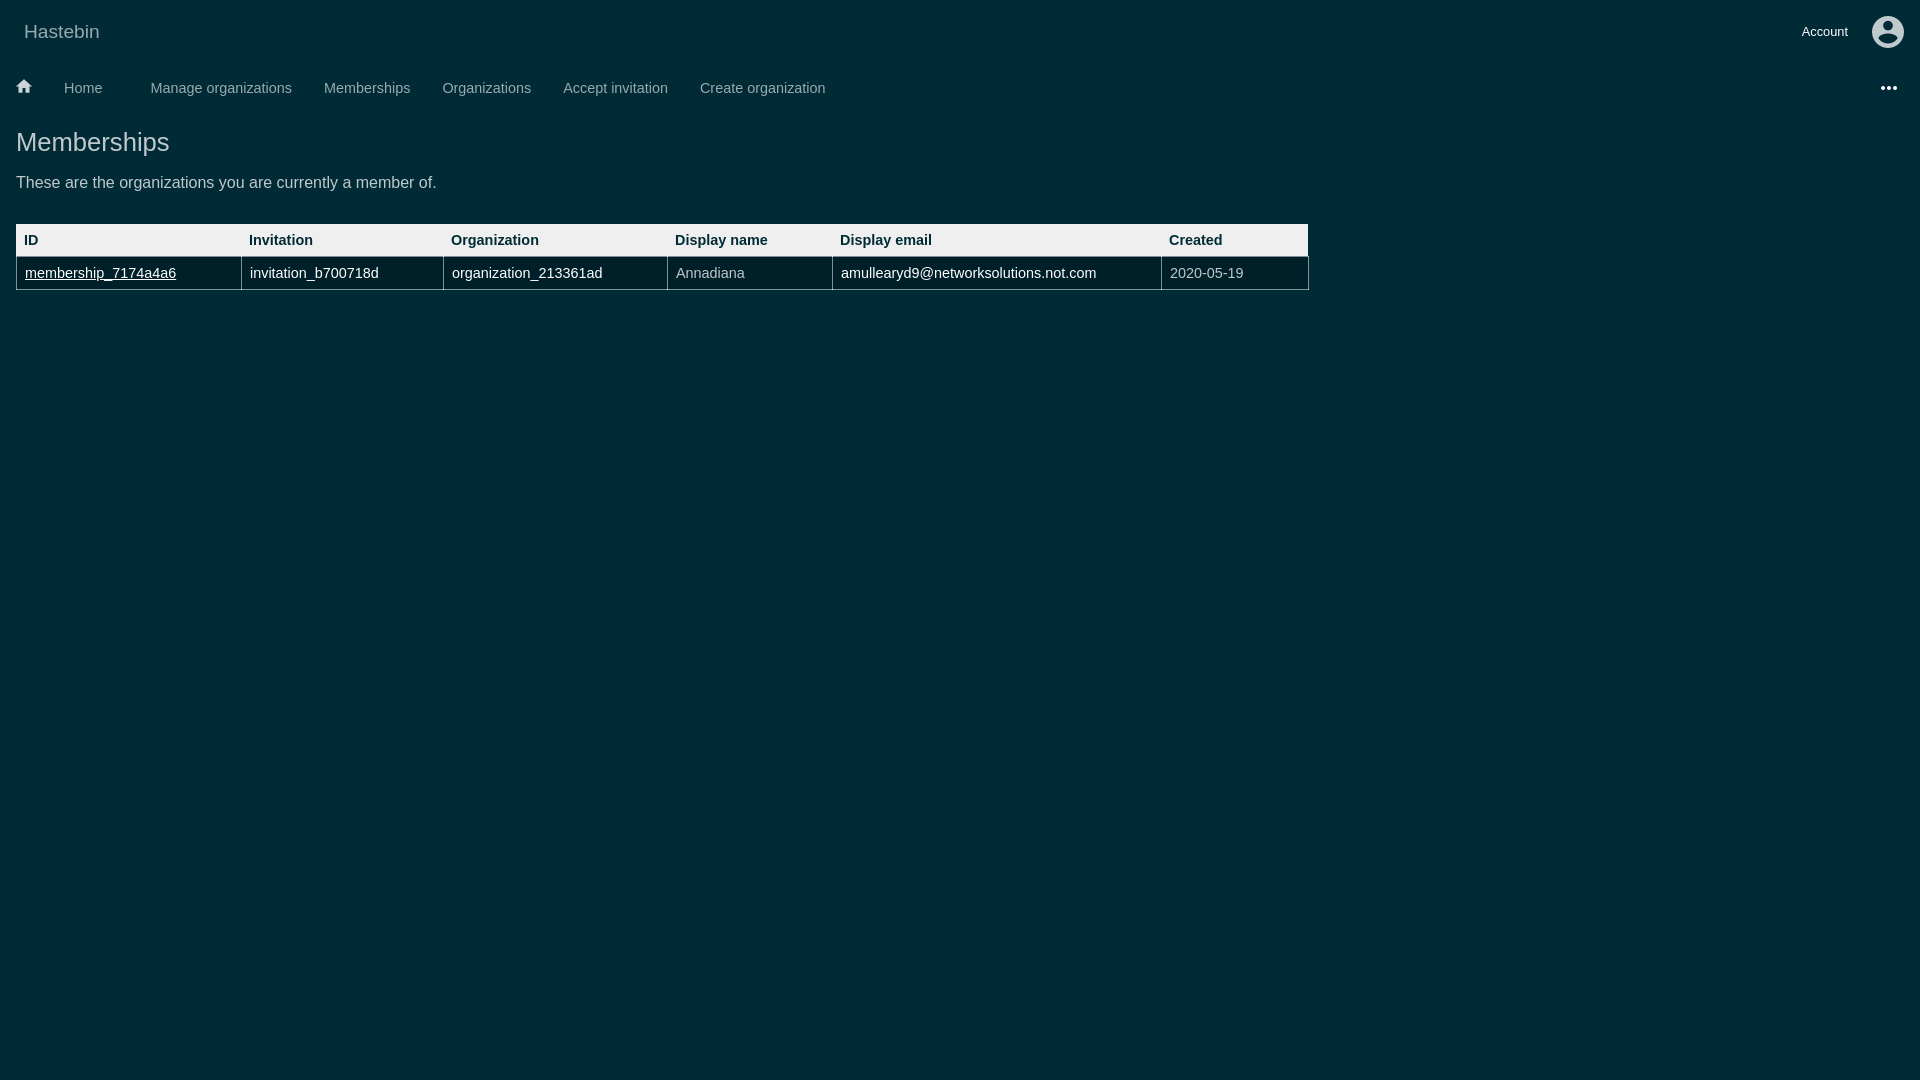 Hastebin
Account
Home Manage organizations Memberships Organizations Accept invitation Create organization
Memberships
These are the organizations you are currently a member of.
ID Invitation Organization Display name Display email Created
membership_7174a4a6 invitation_b700718d organization_213361ad Annadiana amullearyd9@networksolutions.not.com 2020-05-19